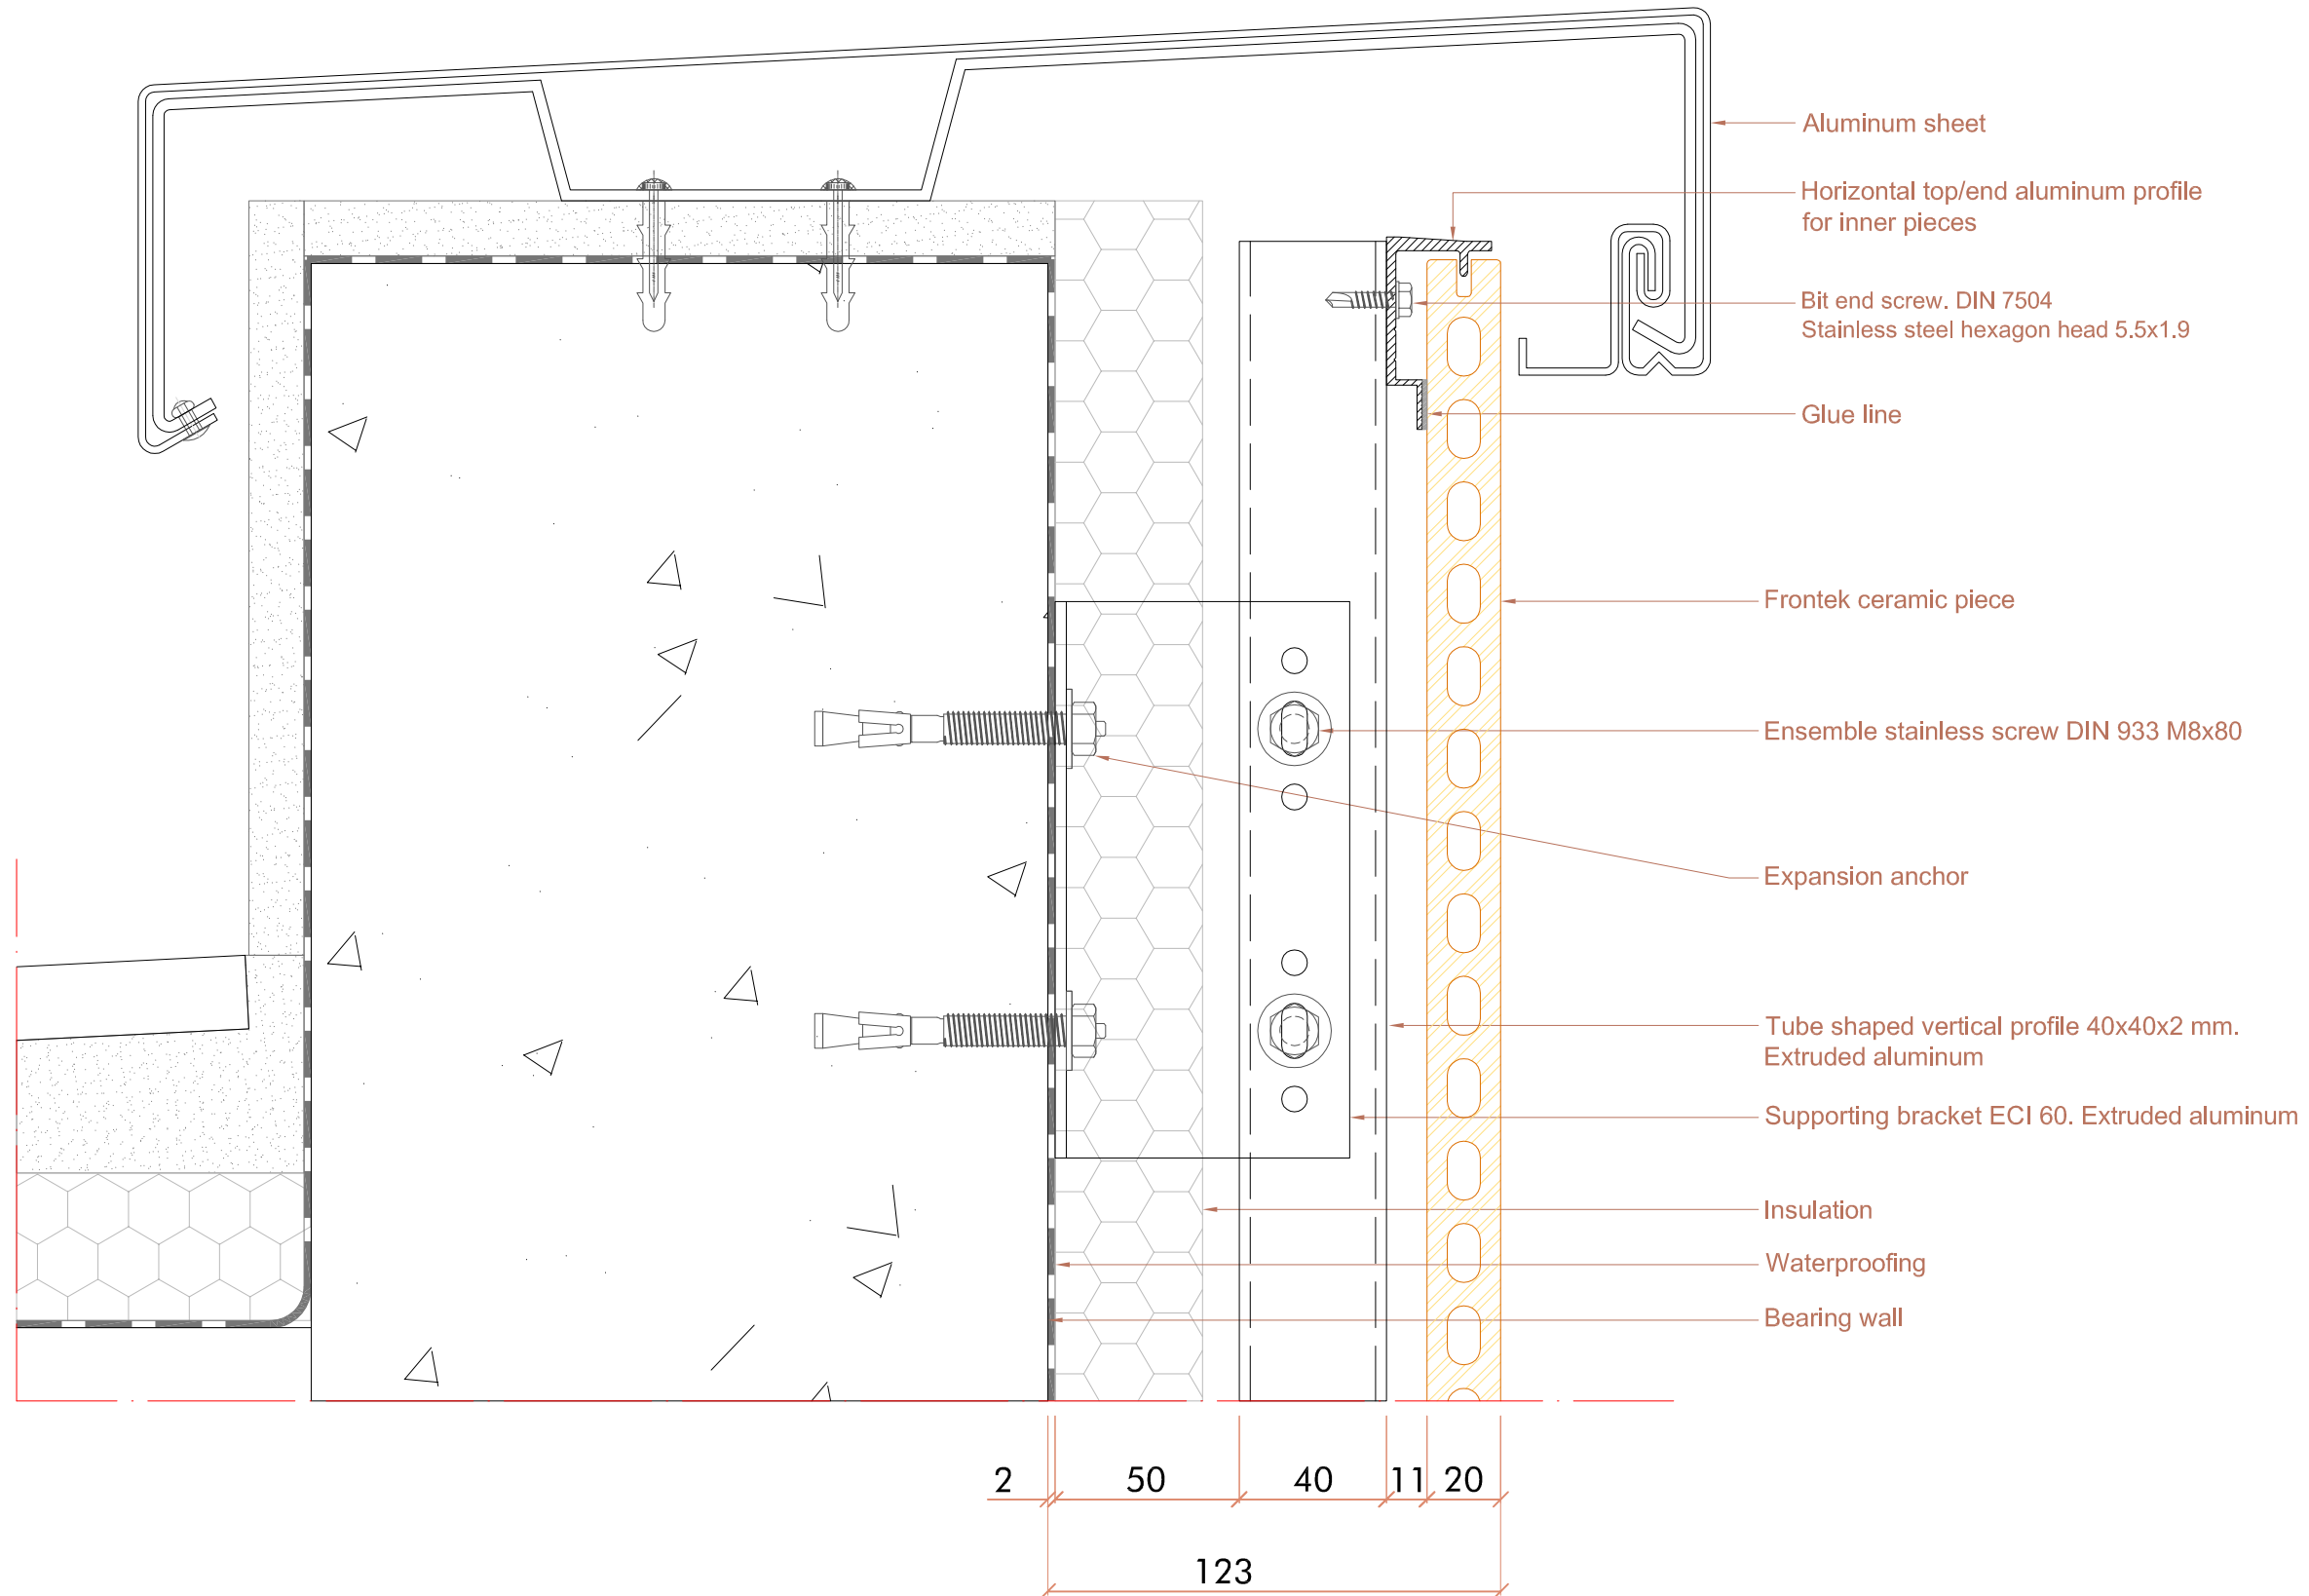 Aluminum sheet
Horizontal top/end aluminum profile
for inner pieces
Bit end screw. DIN 7504
Stainless steel hexagon head 5.5x1.9
Glue line
Frontek ceramic piece
Ensemble stainless screw DIN 933 M8x80
Expansion anchor
Tube shaped vertical profile 40x40x2 mm.
Extruded aluminum
Supporting bracket ECI 60. Extruded aluminum
Insulation
Waterproofing
Bearing wall
2 50 40 11 20
123